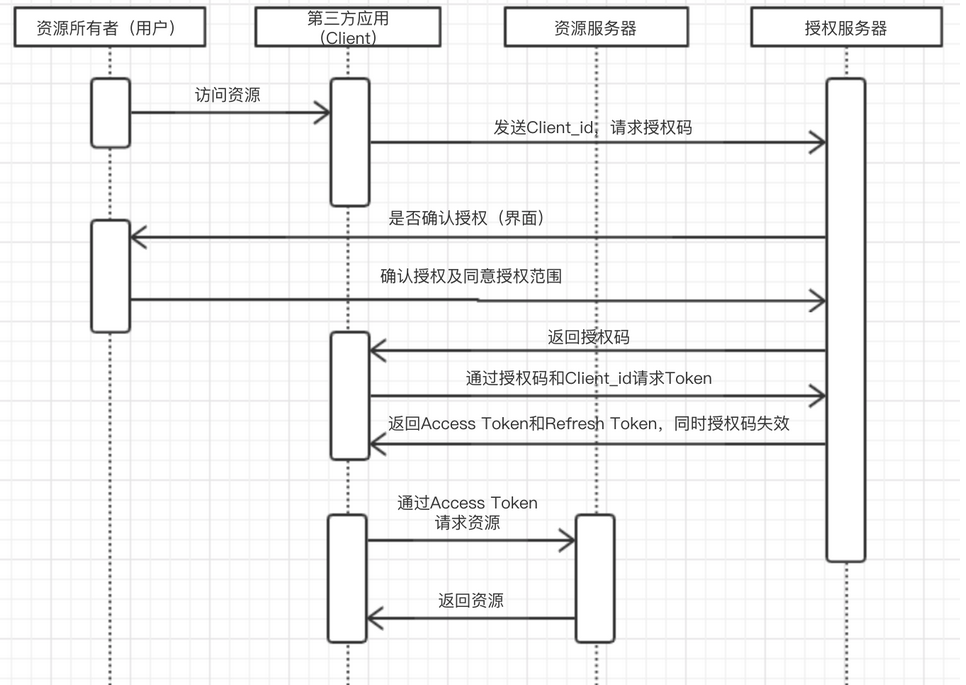 资源所有者（用户）
第三方应用
（Client）
资源服务器
授权服务器
访问资源
发送Client_id，请求授权码
是否确认授权（界面）
确认授权及同意授权范围
返回授权码
通过授权码和Client_id请求Token
返回Access Token和Refresh Token，同时授权码失效
通过Access Token
请求资源
返回资源